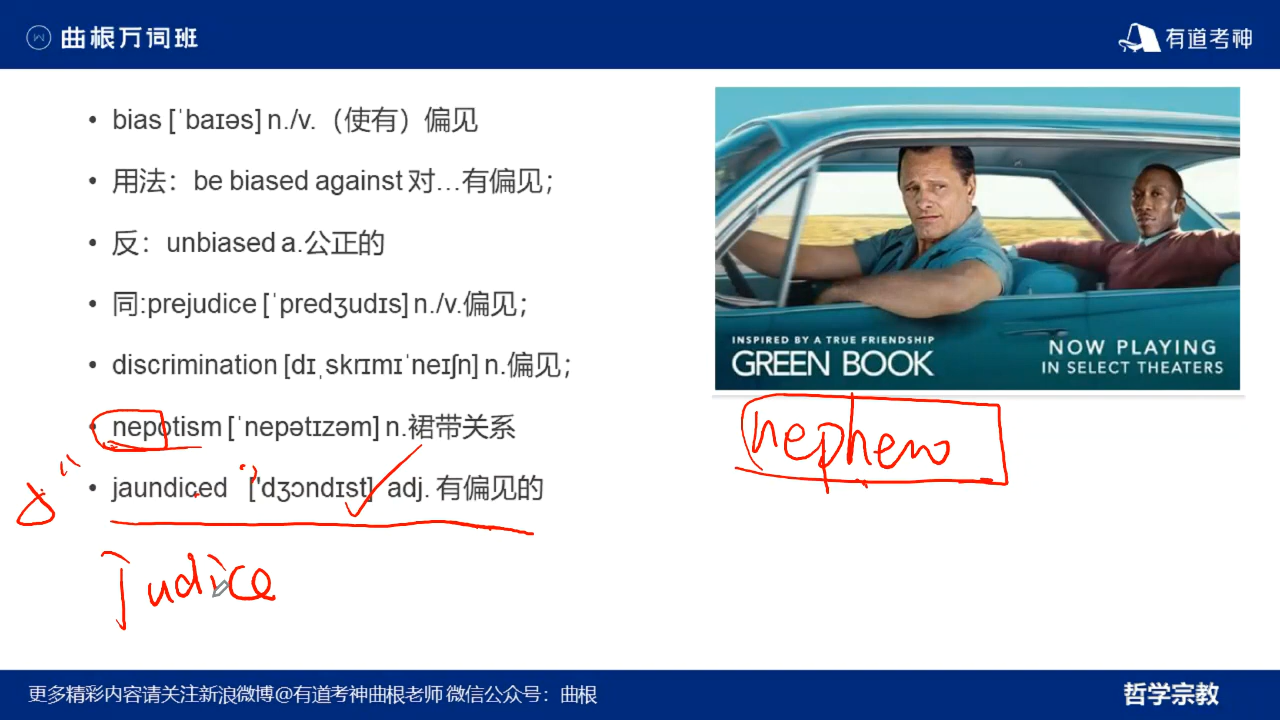 曲根万词班
有道考神
• bias [ˈbaɪəs] n./v.（使有）偏见
• 用法：be biased against 对…有偏见；
• 反：unbiased a.公正的
• 同:prejudice [ˈpredʒudɪs] n./v.偏见；
• discrimination [dɪˌskrɪmɪˈneɪʃn] n.偏见；
• nepotism [ˈnepətɪzəm] n.裙带关系
• jaundiced ['dʒɔndɪst] adj. 有偏见的
judice
INSPIRED BY A TRUE FRIENDSHIP
GREEN BOOK
NOW PLAYING
IN SELECT THEATERS
nephew
更多精彩内容请关注新浪微博@有道考神曲根老师 微信公众号：曲根
哲学宗教